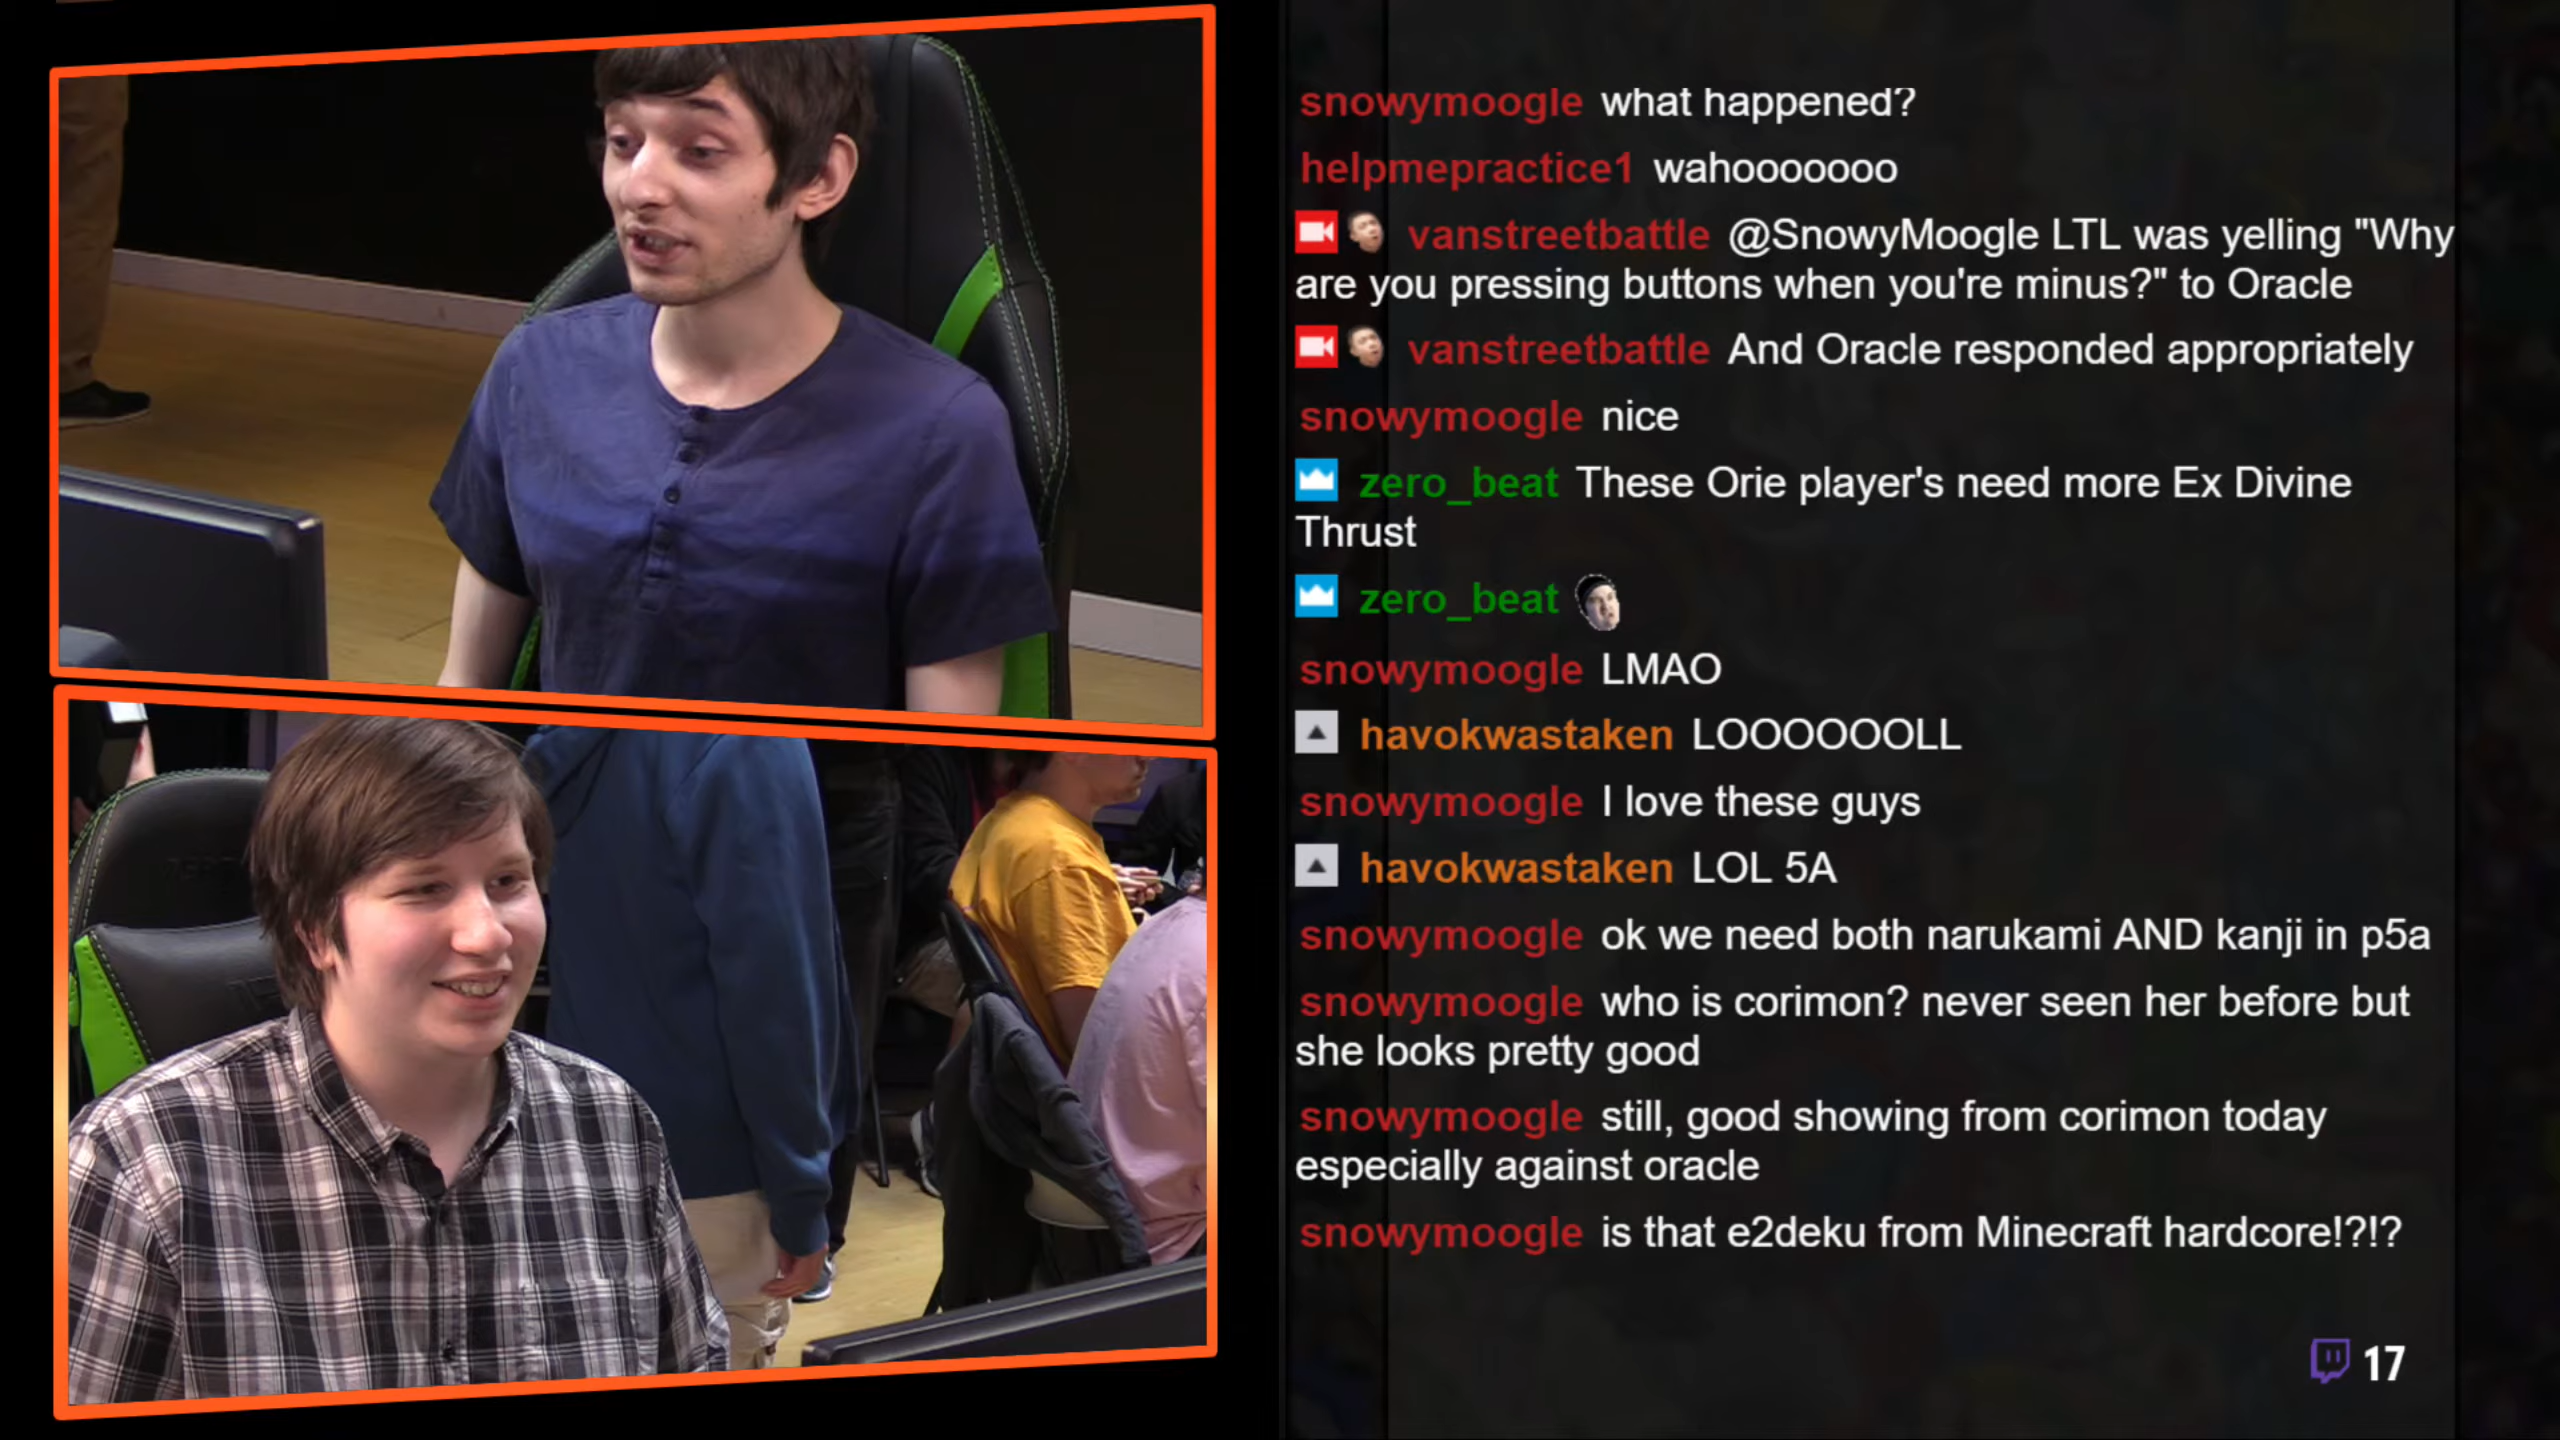 snowymoogle what happened?
helpmepractice1 wahooooooo
vanstreetbattle @SnowyMoogle LTL was yelling "Why
are you pressing buttons when you're minus?" to Oracle
vanstreetbattle And Oracle responded appropriately
snowymoogle nice
zero_beat These Orie player's need more Ex Divine
Thrust
zero_beat
snowymoogle LMAO
havokwastaken LOOOOOOLL
snowymoogle I love these guys
havokwastaken LOL 5A
snowymoogle ok we need both narukami AND kanji in p5a
snowymoogle who is corimon? never seen her before but
she looks pretty good
snowymoogle still, good showing from corimon today
especially against oracle
snowymoogle is that e2deku from Minecraft hardcore!?!?
17